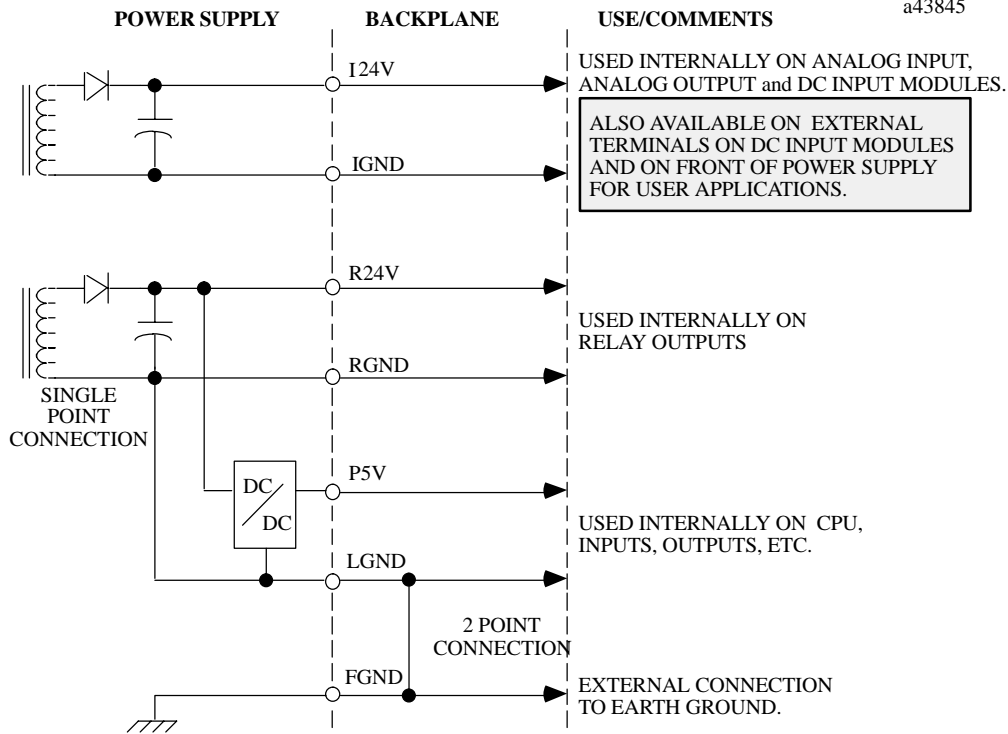 a43845
POWER SUPPLY
BACKPLANE
USE/COMMENTS
I24V
USED INTERNALLY ON ANALOG INPUT,
ANALOG OUTPUT and DC INPUT MODULES.
ALSO AVAILABLE ON EXTERNAL
TERMINALS ON DC INPUT MODULES
AND ON FRONT OF POWER SUPPLY
FOR USER APPLICATIONS.
IGND
R24V
USED INTERNALLY ON
RELAY OUTPUTS
RGND
SINGLE
POINT
CONNECTION
P5V
DC
DC
USED INTERNALLY ON CPU,
INPUTS, OUTPUTS, ETC.
LGND
2 POINT
CONNECTION
FGND
EXTERNAL CONNECTION
TO EARTH GROUND.